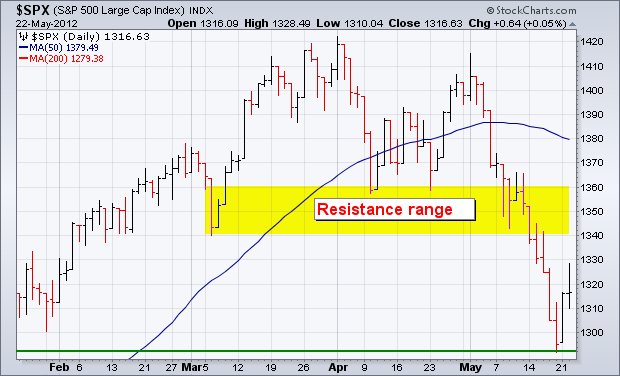 $SPX (S&P 500 Large Cap Index) INDX © StockCharts.com
22-May-2012 Open 1316.09 High 1328.49 Low 1310.04 Close 1316.63 Chg +0.64 (+0.05%)
$SPX (Daily) 1316.63
MA(50) 1379.49
MA(200) 1279.38
1420
1410
1400
1390
1380
1370
1360
Resistance range
1350
1340
1330
1320
1310
1300
Feb 6 13 21 27 Mar 5 12 19 26 Apr 9 16 23 May 7 14 21